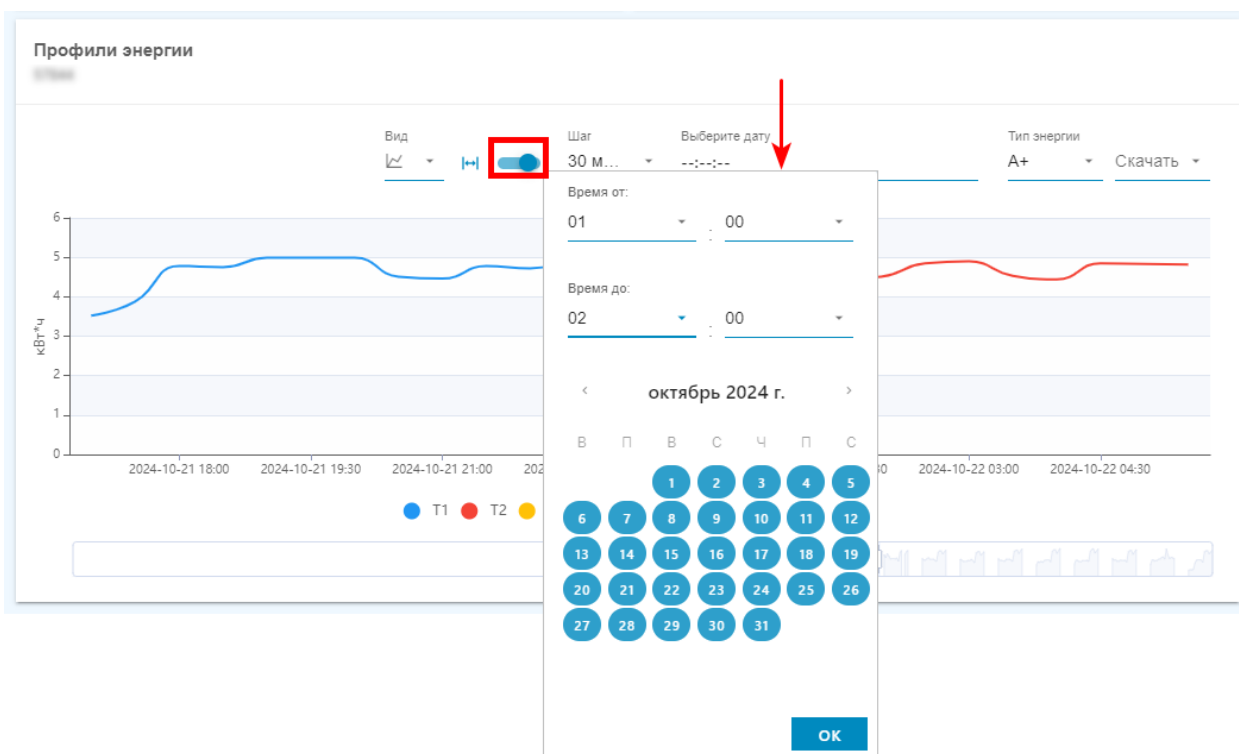 Профили энергии
Вид
Шаг
Выберите дату
Тип энергии
30 м...
--:--:--
A+
Скачать
Время от:
01 : 00
Время до:
02 : 00
октябрь 2024 г.
В П В С Ч П С
1 2 3 4 5
6 7 8 9 10 11 12
13 14 15 16 17 18 19
20 21 22 23 24 25 26
27 28 29 30 31
OK
кВт*ч
6
5
4
3
2
1
0
2024-10-21 18:00
2024-10-21 19:30
2024-10-21 21:00
202
30
2024-10-22 03:00
2024-10-22 04:30
T1 T2